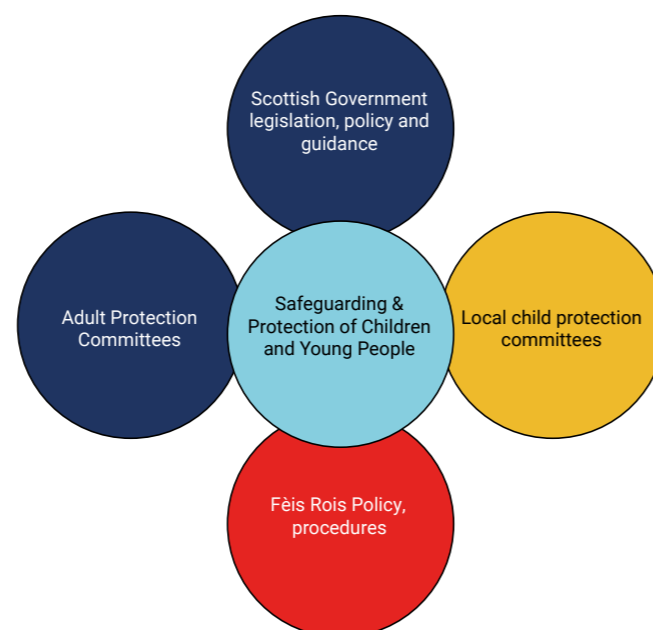 Scottish Government
legislation, policy and
guidance
Adult Protection
Committees
Safeguarding &
Protection of Children
and Young People
Local child protection
committees
Fèis Rois Policy,
procedures